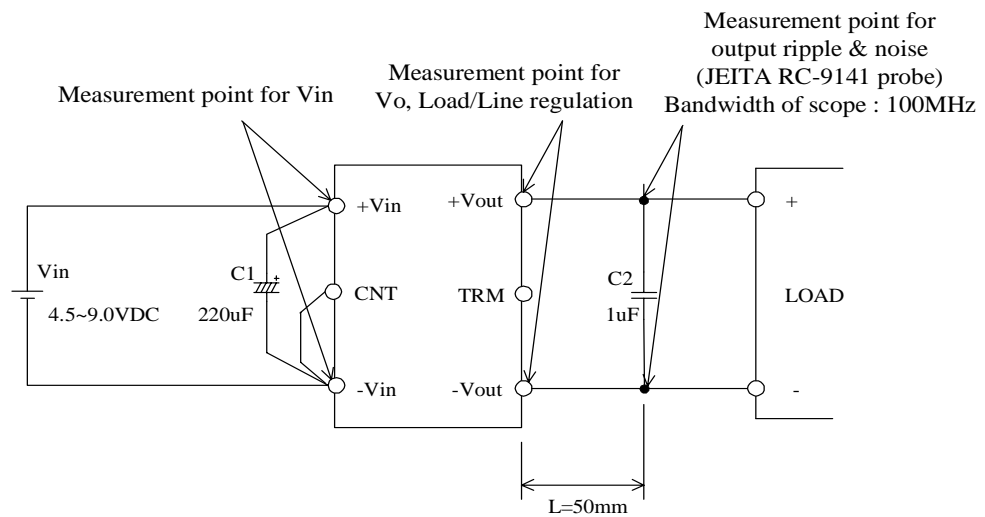 Measurement point for
output ripple & noise
(JEITA RC-9141 probe)
Bandwidth of scope : 100MHz
Measurement point for
Vo, Load/Line regulation
Measurement point for Vin
+Vin
+Vout
+
Vin
4.5~9.0VDC
C1
+
220uF
CNT
TRM
C2
1uF
LOAD
-Vin
-Vout
-
L=50mm